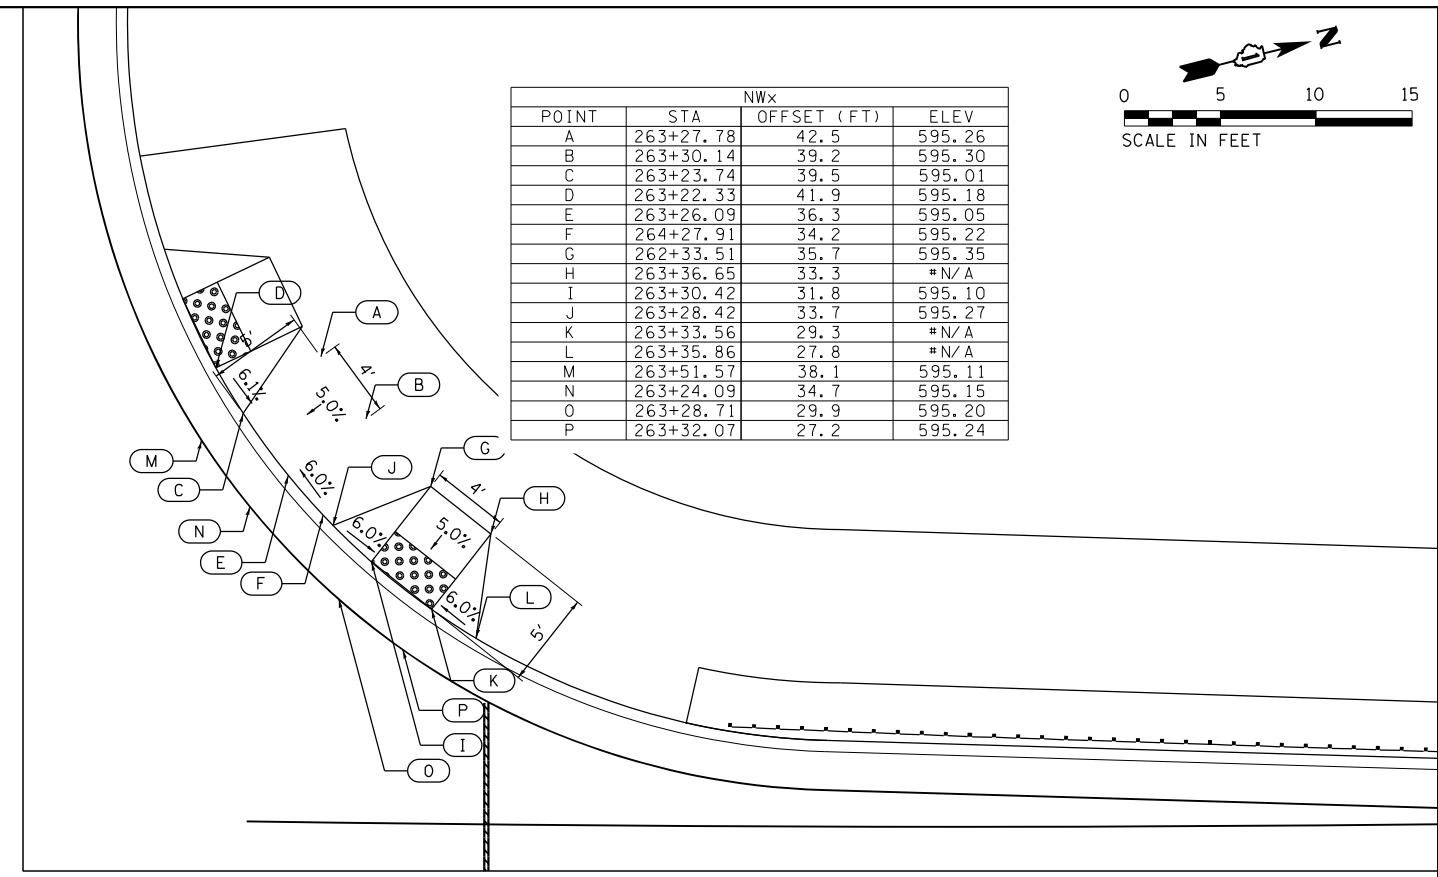 N
0 5 10 15
SCALE IN FEET
NWx
POINT STA OFFSET (FT) ELEV
A 263+27.78 42.5 595.26
B 263+30.14 39.2 595.30
C 263+23.74 39.5 595.01
D 263+22.33 41.9 595.18
E 263+26.09 36.3 595.05
F 264+27.91 34.2 595.22
G 262+33.51 35.7 595.35
H 263+36.65 33.3 #N/A
I 263+30.42 31.8 595.10
J 263+28.42 33.7 595.27
K 263+33.56 29.3 #N/A
L 263+35.86 27.8 #N/A
M 263+51.57 38.1 595.11
N 263+24.09 34.7 595.15
O 263+28.71 29.9 595.20
P 263+32.07 27.2 595.24
D
A
5'
4'
B
6.1%
5.0%
G
M
J
6.0%
C
4'
H
N
6.0%
5.0%
E
F
L
6.0%
5'
K
P
I
O